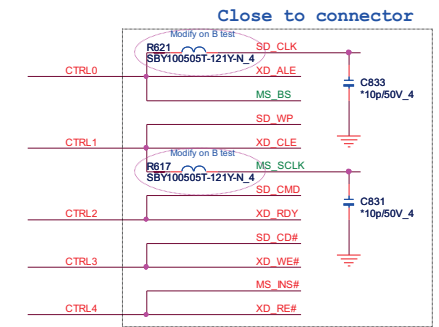 Close to connector
Modify on B test
R621
SD_CLK
SBY100505T-121Y-N_4
CTRL0
XD_ALE
C833
*10p/50V_4
MS_BS
SD_WP
CTRL1
XD_CLE
Modify on B test
R617
MS_SCLK
SBY100505T-121Y-N_4
SD_CMD
C831
*10p/50V_4
CTRL2
XD_RDY
SD_CD#
CTRL3
XD_WE#
MS_INS#
CTRL4
XD_RE#